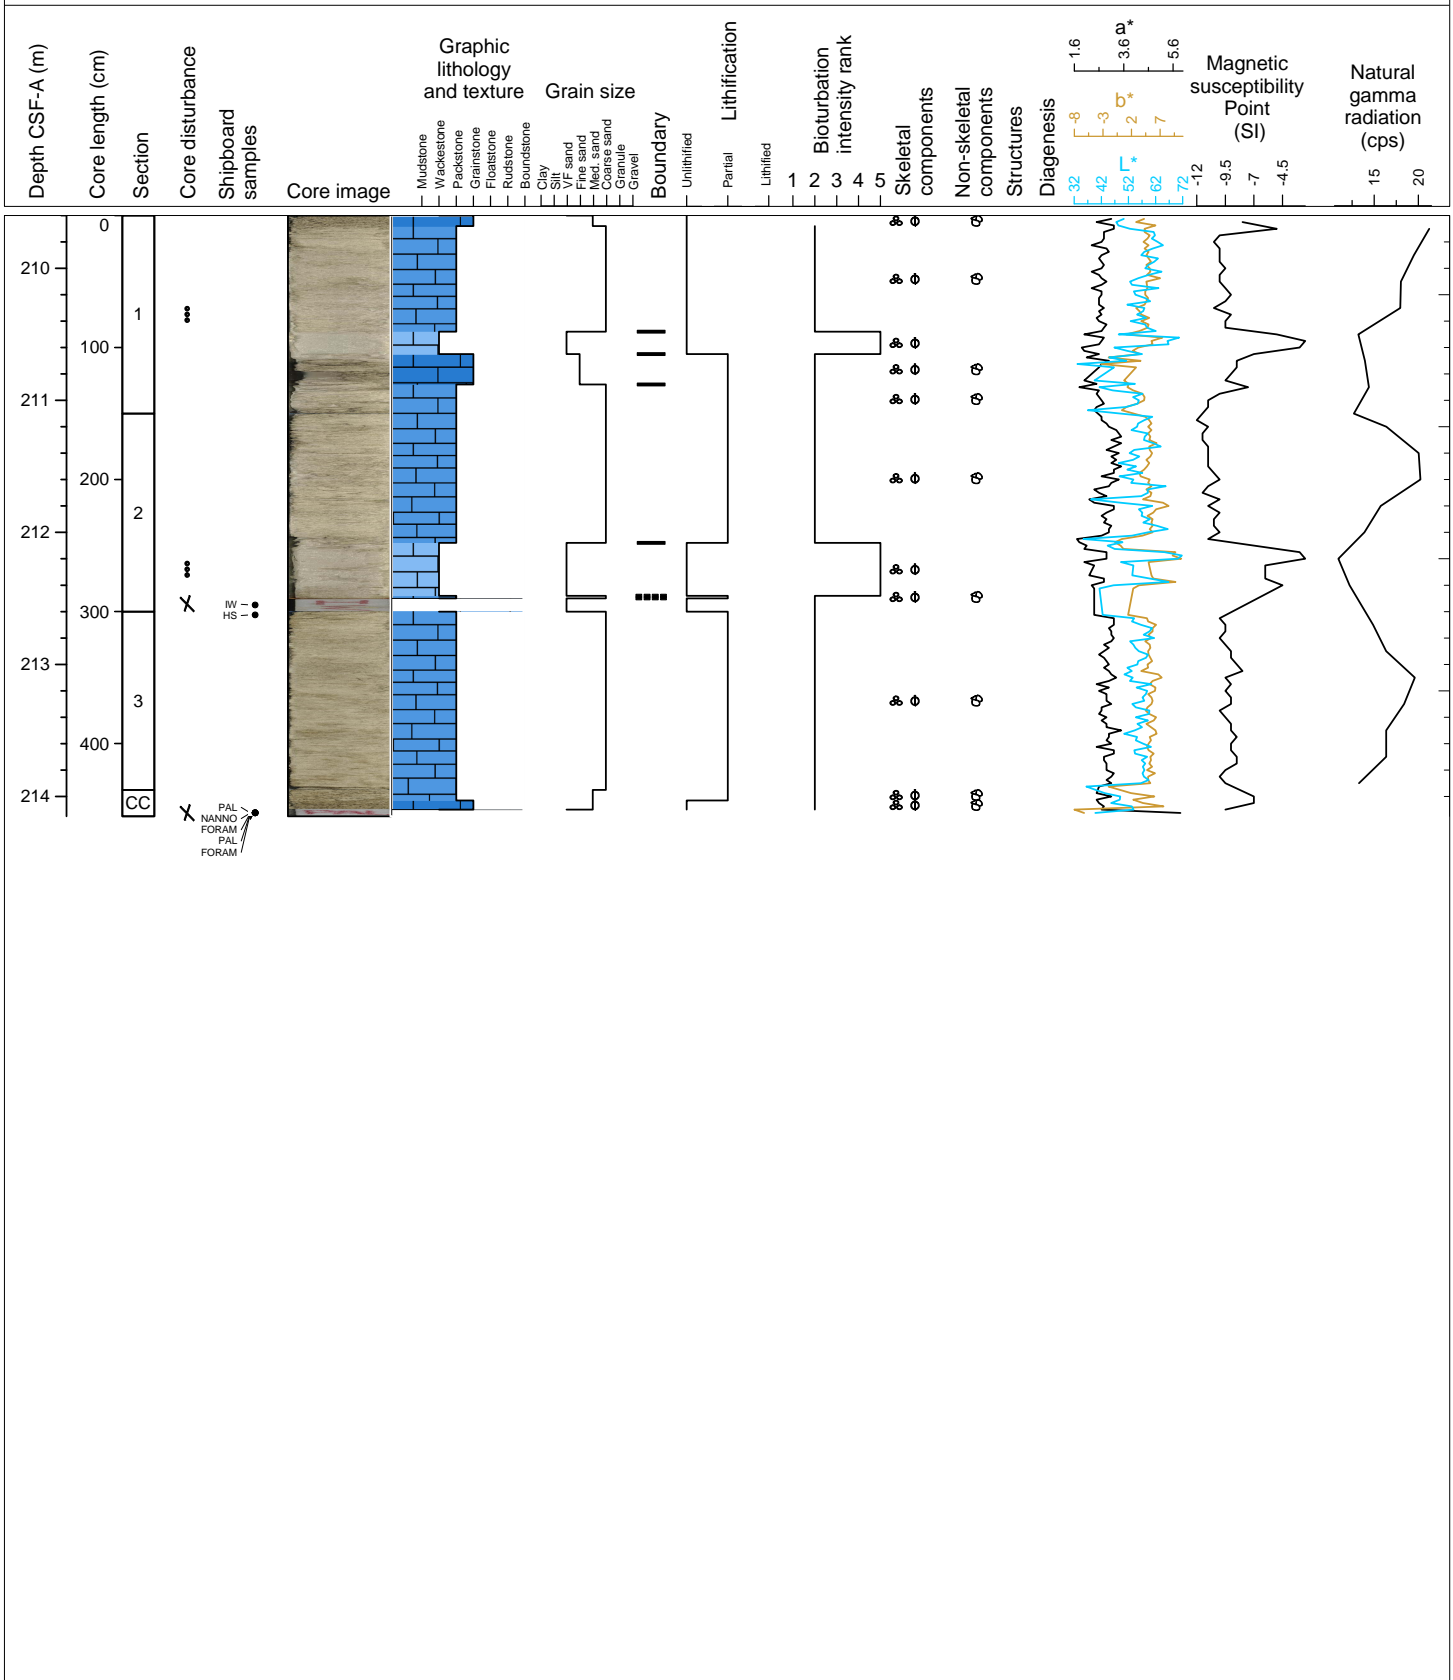 Depth CSF-A (m)
Core length (cm)
Section
Core disturbance
Shipboard
samples
Core image
Graphic
lithology
and texture
Mudstone
Wackestone
Packstone
Grainstone
Floatstone
Rudstone
Boundstone
Grain size
Clay
Silt
VF sand
Fine sand
Med. sand
Coarse sand
Granule
Gravel
Boundary
Lithification
Unlithified
Partial
Lithified
Bioturbation
intensity rank
1 2 3 4 5
Skeletal
components
Non-skeletal
components
Structures
Diagenesis
a*
1.6 3.6 5.6
b*
-8 -3 2 7
L*
32 42 52 62 72
Magnetic
susceptibility
Point
(SI)
-12 -9.5 -7 -4.5
Natural
gamma
radiation
(cps)
15 20
0
210
1
100
211
200
2
212
IW
HS
300
213
3
400
214
CC
PAL
NANNO
FORAM
PAL
FORAM